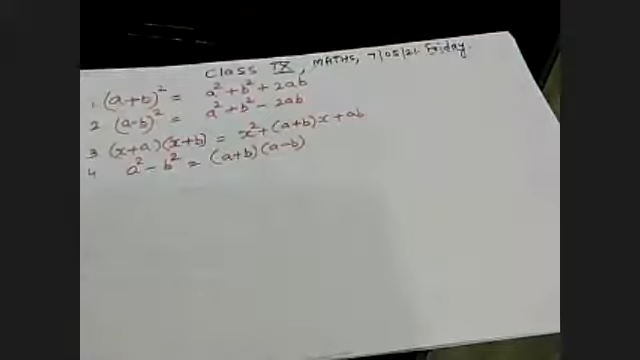 Class IX, MATHS, 7/05/21 Friday.
1. (a+b)² = a²+b²+2ab
2 (a-b)² = a²+b²-2ab
3 (x+a)(x+b) = x²+(a+b)x+ab
4 a²-b² = (a+b)(a-b)